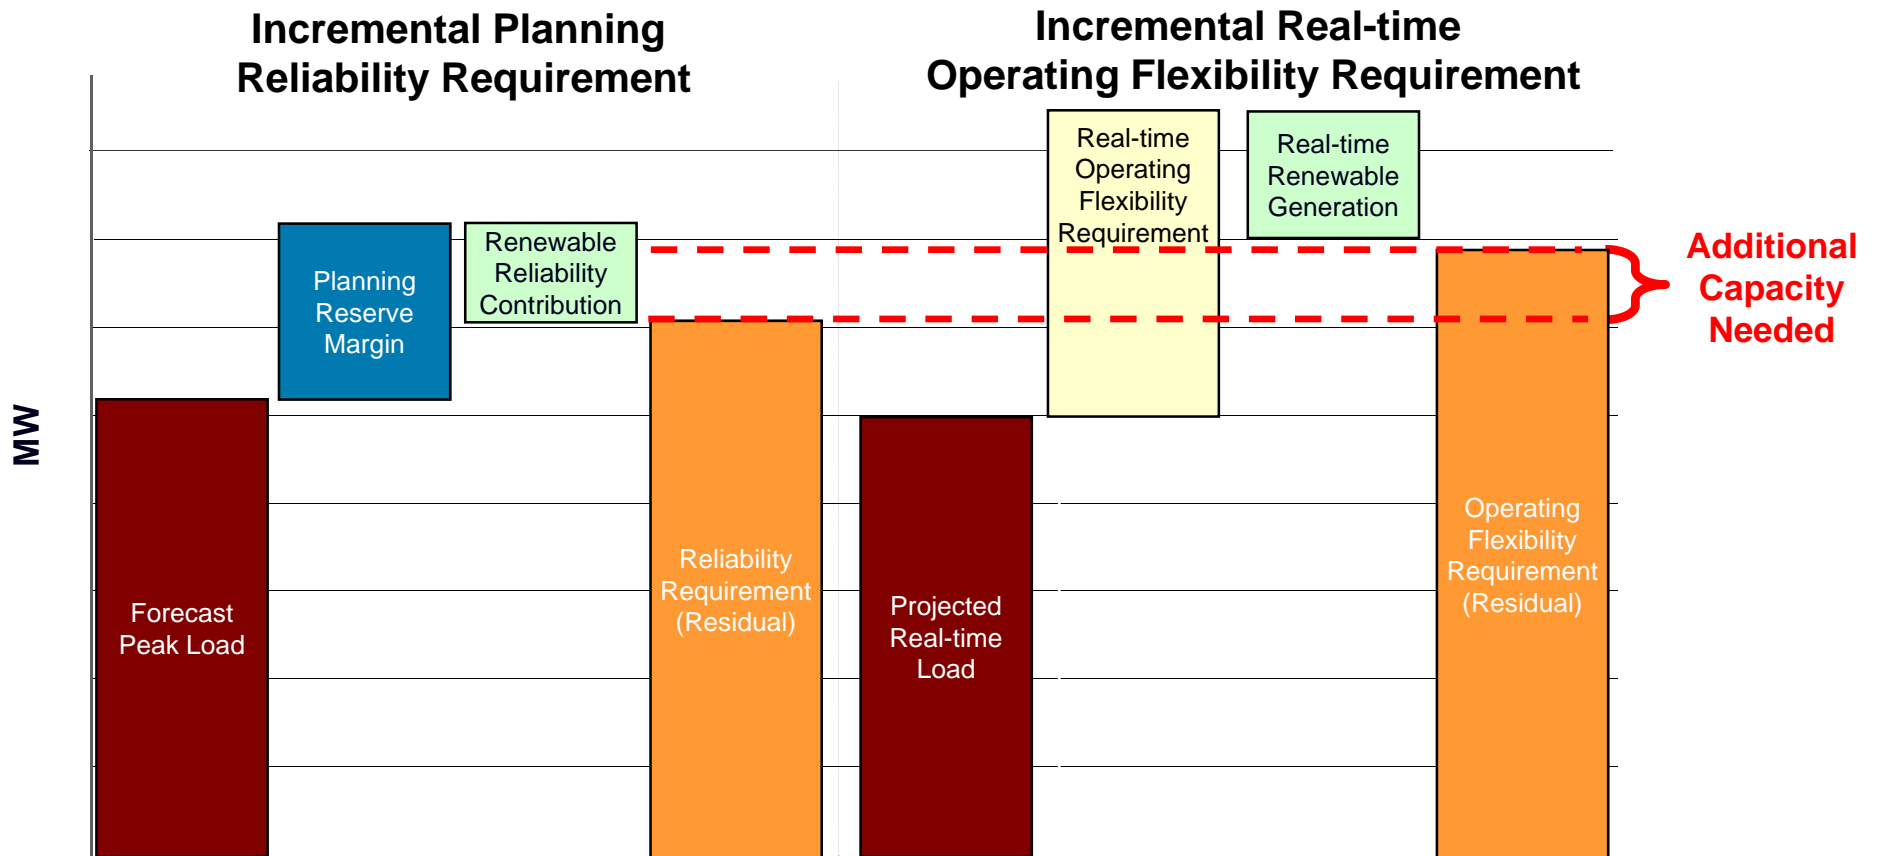 Incremental Planning
Reliability Requirement
Incremental Real-time
Operating Flexibility Requirement
MW
Forecast
Peak Load
Planning
Reserve
Margin
Renewable
Reliability
Contribution
Reliability
Requirement
(Residual)
Projected
Real-time
Load
Real-time
Operating
Flexibility
Requirement
Real-time
Renewable
Generation
Operating
Flexibility
Requirement
(Residual)
Additional
Capacity
Needed